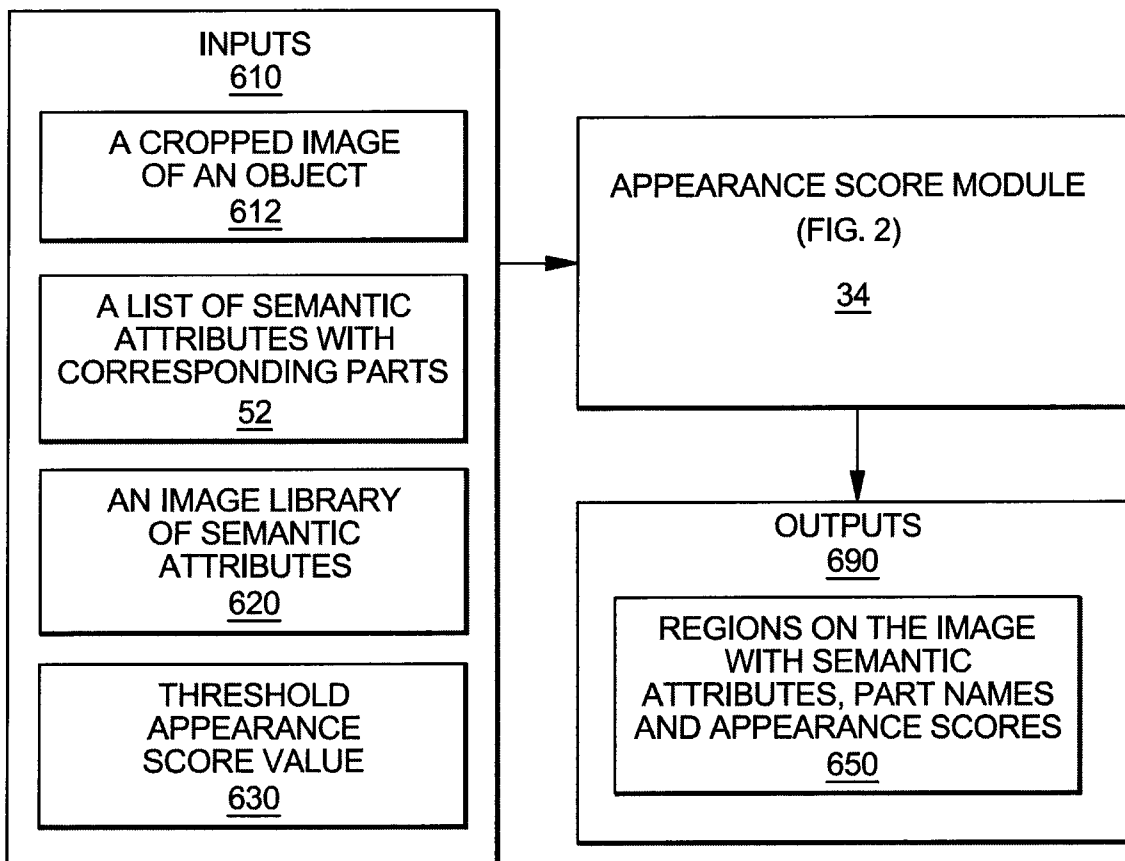 INPUTS
610
A CROPPED IMAGE
OF AN OBJECT
612
A LIST OF SEMANTIC
ATTRIBUTES WITH
CORRESPONDING PARTS
52
AN IMAGE LIBRARY
OF SEMANTIC
ATTRIBUTES
620
THRESHOLD
APPEARANCE
SCORE VALUE
630
APPEARANCE SCORE MODULE
(FIG. 2)
34
OUTPUTS
690
REGIONS ON THE IMAGE
WITH SEMANTIC
ATTRIBUTES, PART NAMES
AND APPEARANCE SCORES
650